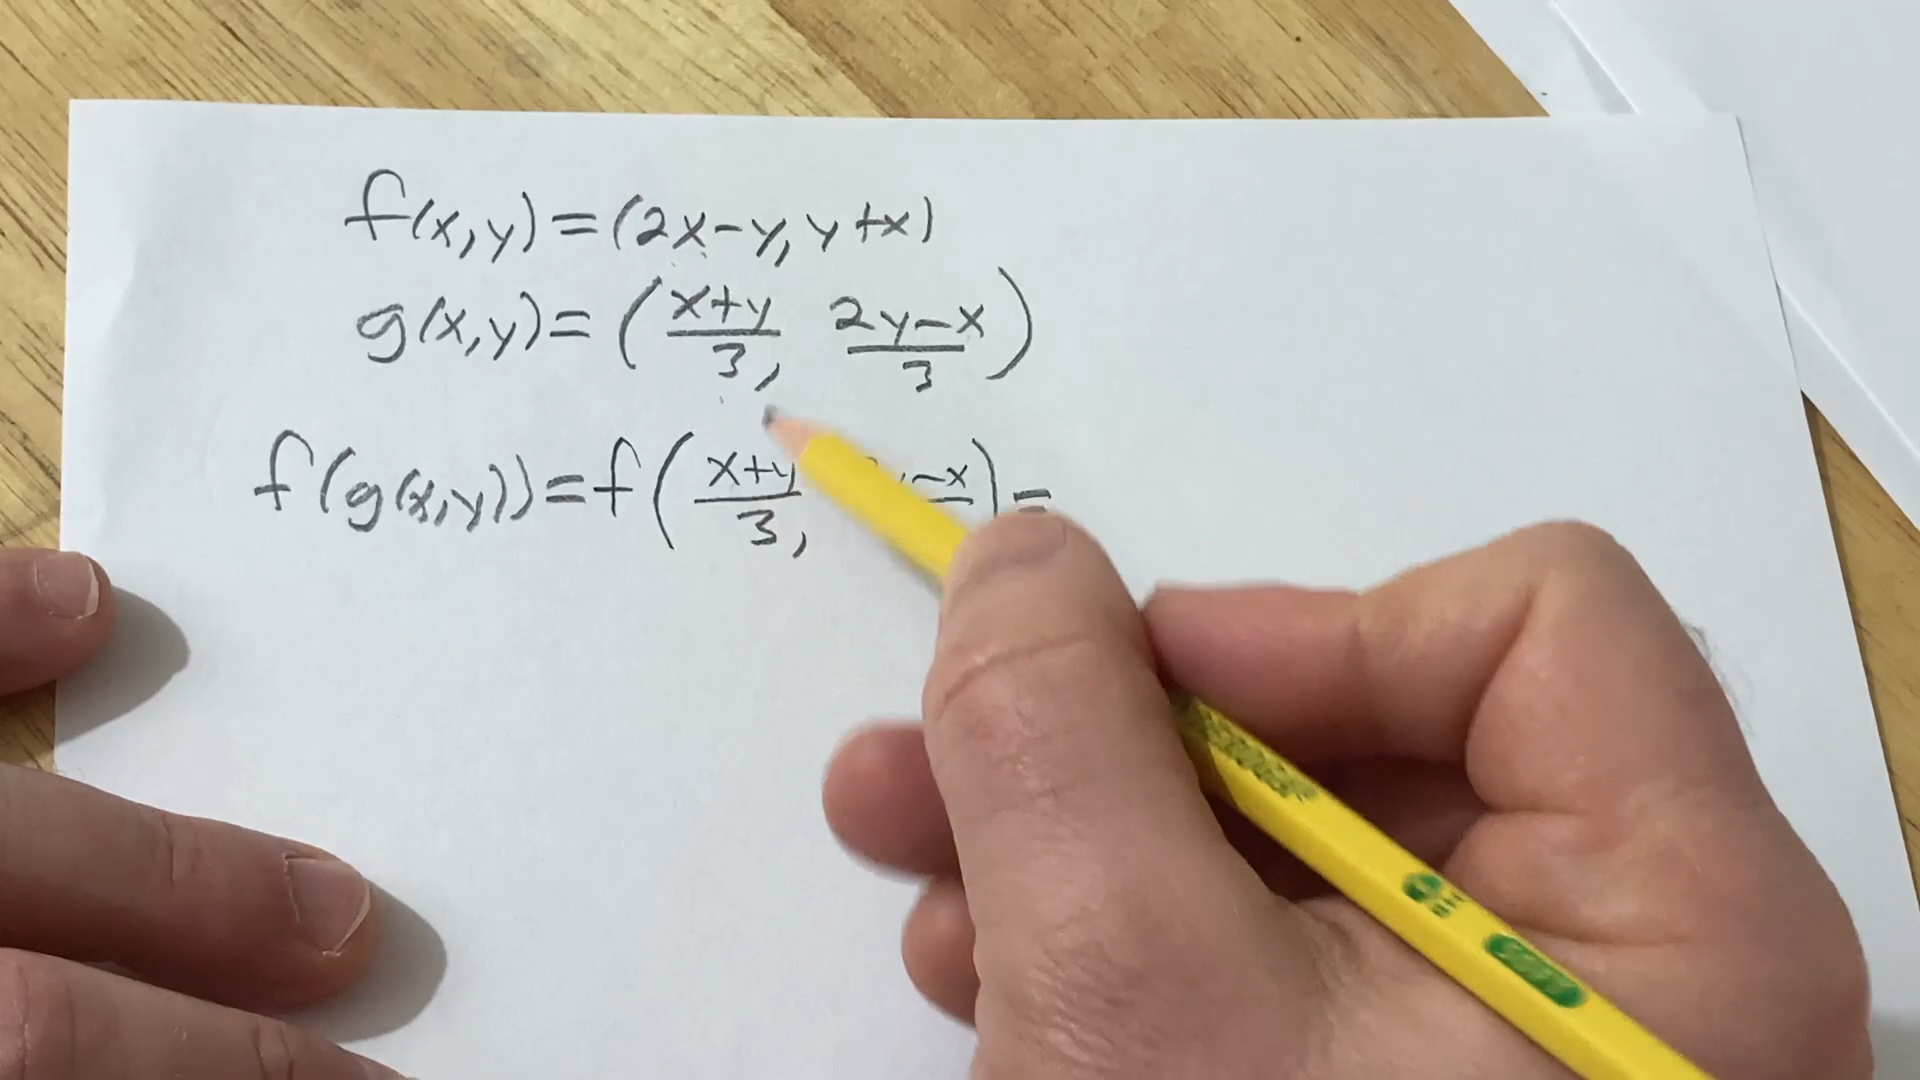 f(x,y)=(2x-y,y+x)
g(x,y)=(x+y/3, 2y-x/3)
f(g(x,y))=f(x+y/3, -x)=